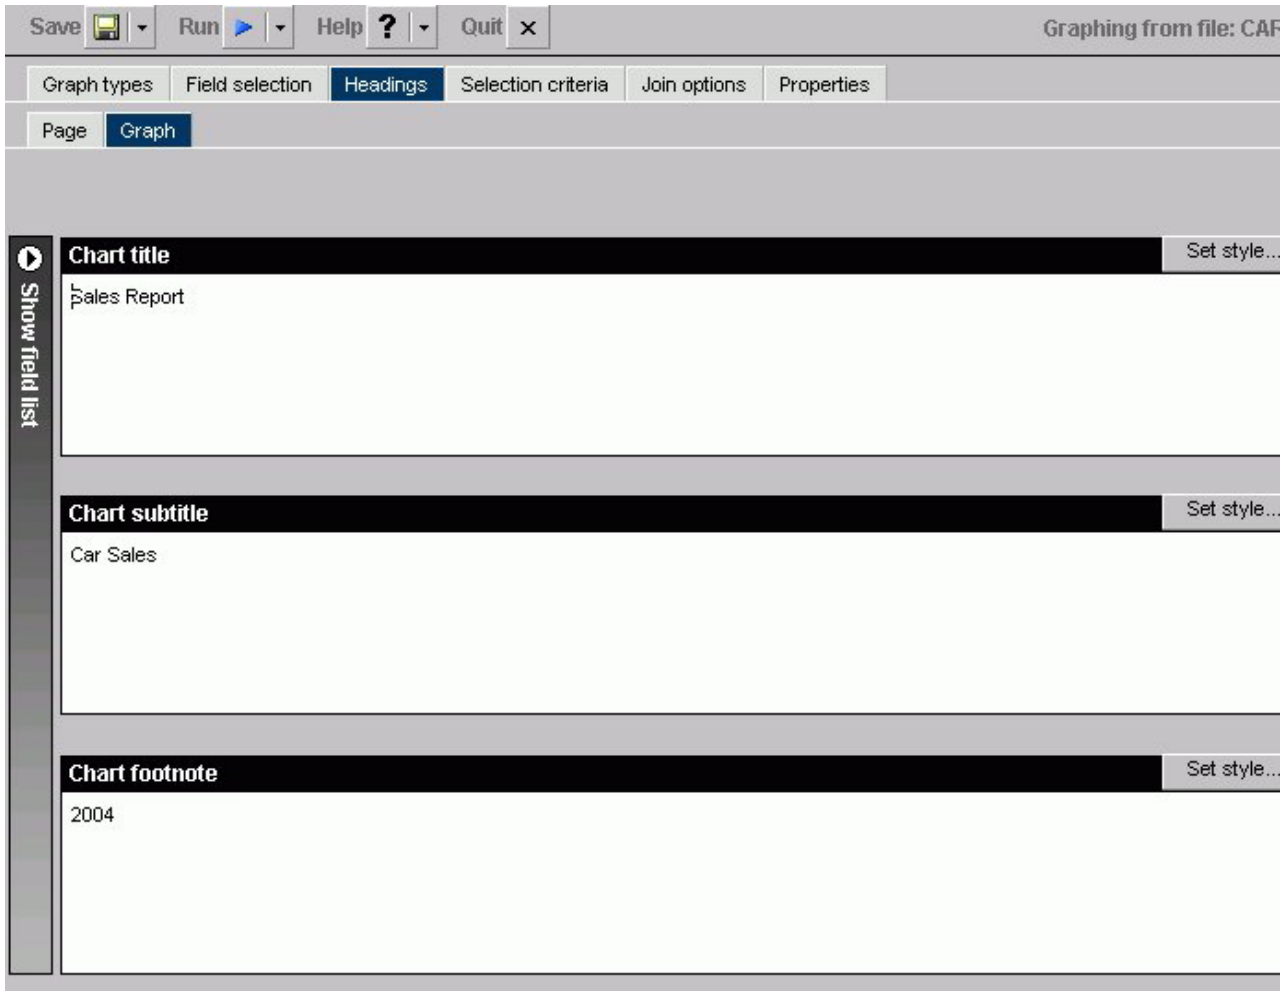 Save Run Help ? Quit x Graphing from file: CAR
Graph types Field selection Headings Selection criteria Join options Properties
Page Graph
Show field list
Chart title Set style...
Sales Report
Chart subtitle Set style...
Car Sales
Chart footnote Set style...
2004